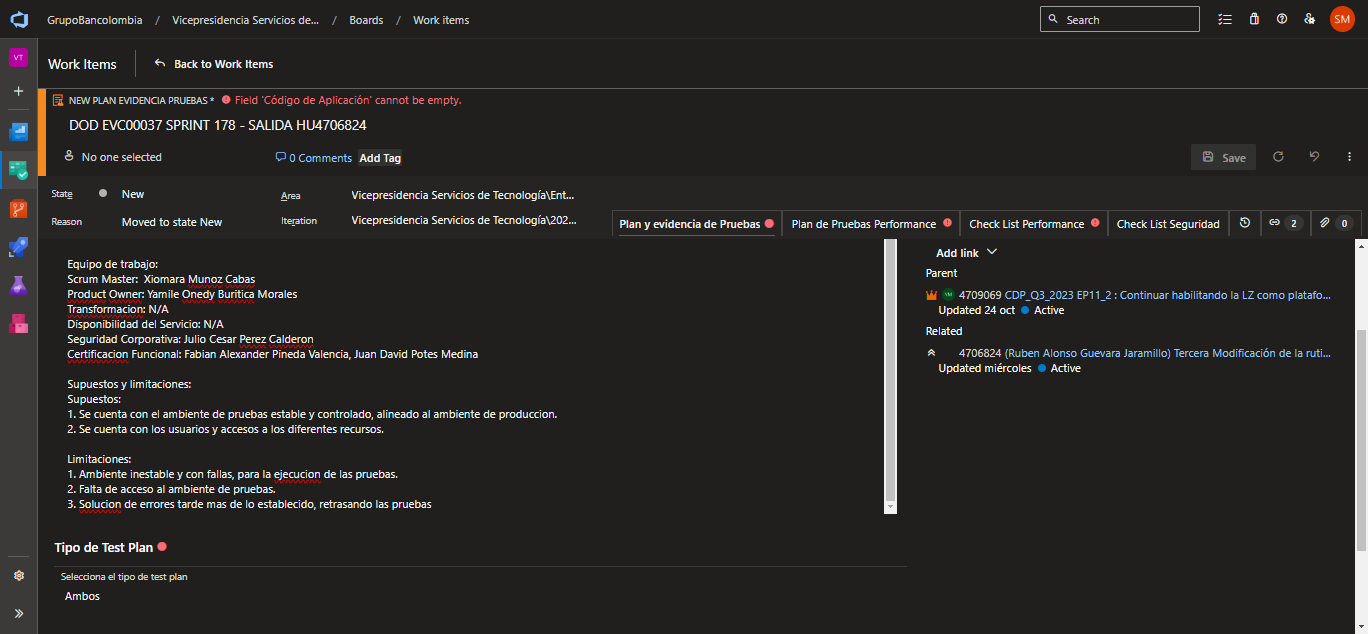 GrupoBancolombia / Vicepresidencia Servicios de... / Boards / Work items
Search
SM
VT
Work Items
Back to Work Items
NEW PLAN EVIDENCIA PRUEBAS * Field 'Código de Aplicación' cannot be empty.
DOD EVC00037 SPRINT 178 - SALIDA HU4706824
No one selected
0 Comments
Add Tag
Save
State
New
Area
Vicepresidencia Servicios de Tecnología\Ent...
Reason
Moved to state New
Iteration
Vicepresidencia Servicios de Tecnología\202...
Plan y evidencia de Pruebas
Plan de Pruebas Performance
Check List Performance
Check List Seguridad
2
0
Equipo de trabajo:
Scrum Master: Xiomara Munoz Cabas
Product Owner: Yamile Onedy Buritica Morales
Transformacion: N/A
Disponibilidad del Servicio: N/A
Seguridad Corporativa: Julio Cesar Perez Calderon
Certificacion Funcional: Fabian Alexander Pineda Valencia, Juan David Potes Medina
Supuestos y limitaciones:
Supuestos:
1. Se cuenta con el ambiente de pruebas estable y controlado, alineado al ambiente de produccion.
2. Se cuenta con los usuarios y accesos a los diferentes recursos.
Limitaciones:
1. Ambiente inestable y con fallas, para la ejecucion de las pruebas.
2. Falta de acceso al ambiente de pruebas.
3. Solucion de errores tarde mas de lo establecido, retrasando las pruebas
Tipo de Test Plan
Selecciona el tipo de test plan
Ambos
Add link
Parent
4709069 CDP_Q3_2023 EP11_2 : Continuar habilitando la LZ como platafo...
Updated 24 oct Active
Related
4706824 (Ruben Alonso Guevara Jaramillo) Tercera Modificación de la ruti...
Updated miércoles Active